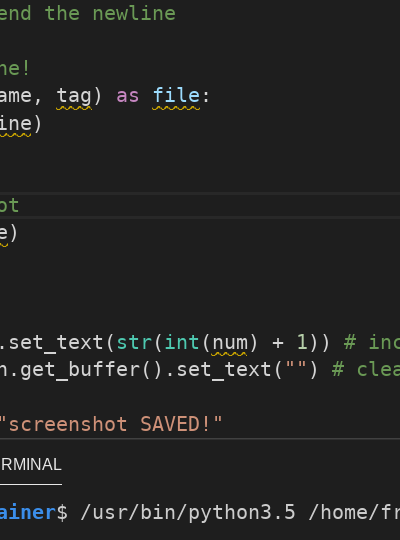 end the newline
ne!
ame, tag) as file:
ine)
ot
e)
.set_text(str(int(num) + 1)) # inc
n.get_buffer().set_text("") # clea
"screenshot SAVED!"
RMINAL
ainer$ /usr/bin/python3.5 /home/fr